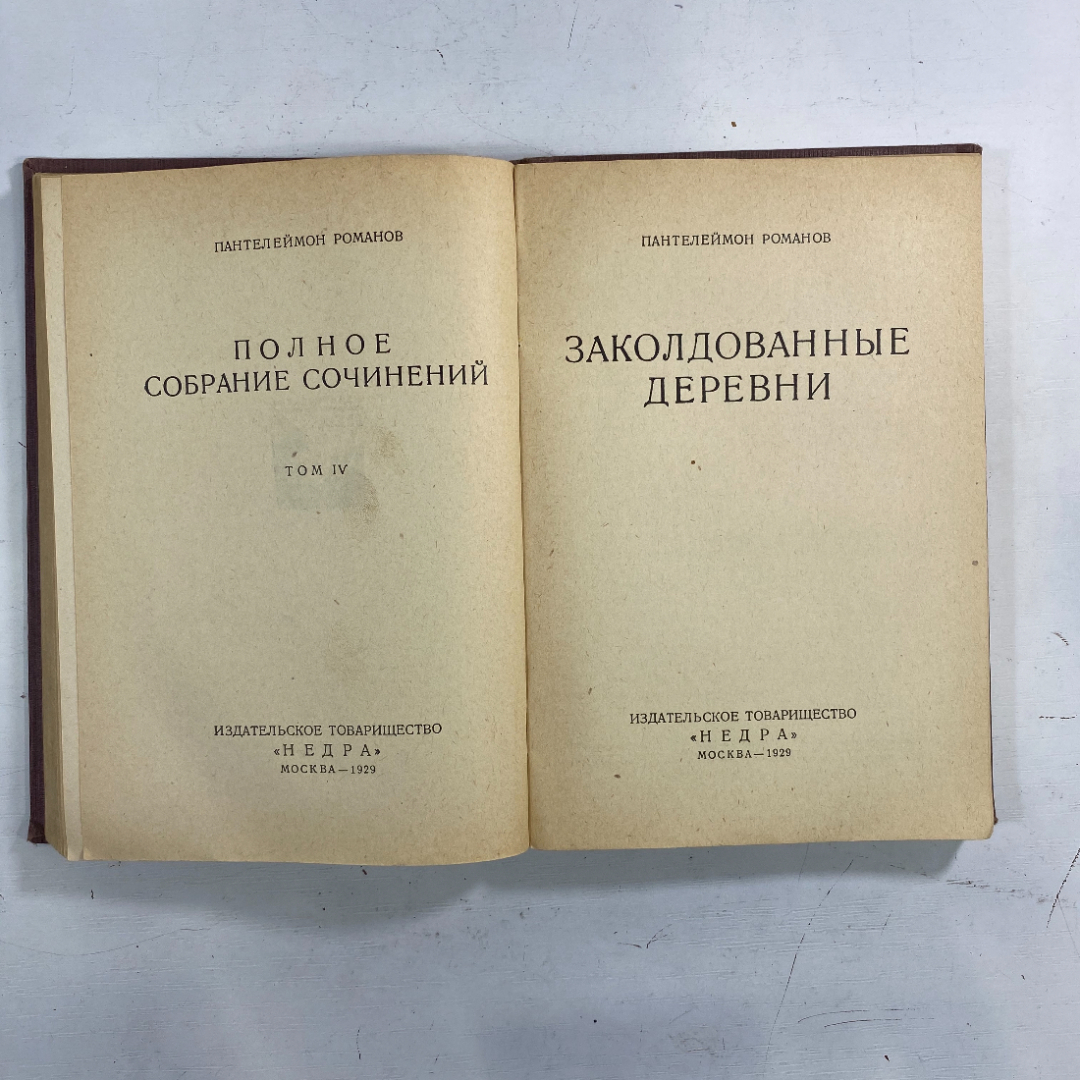 ПАНТЕЛЕЙМОН РОМАНОВ
ПОЛНОЕ
СОБРАНИЕ СОЧИНЕНИЙ
ТОМ IV
ИЗДАТЕЛЬСКОЕ ТОВАРИЩЕСТВО
«НЕДРА»
МОСКВА—1929
ПАНТЕЛЕЙМОН РОМАНОВ
ЗАКОЛДОВАННЫЕ
ДЕРЕВНИ
ИЗДАТЕЛЬСКОЕ ТОВАРИЩЕСТВО
«НЕДРА»
МОСКВА—1929